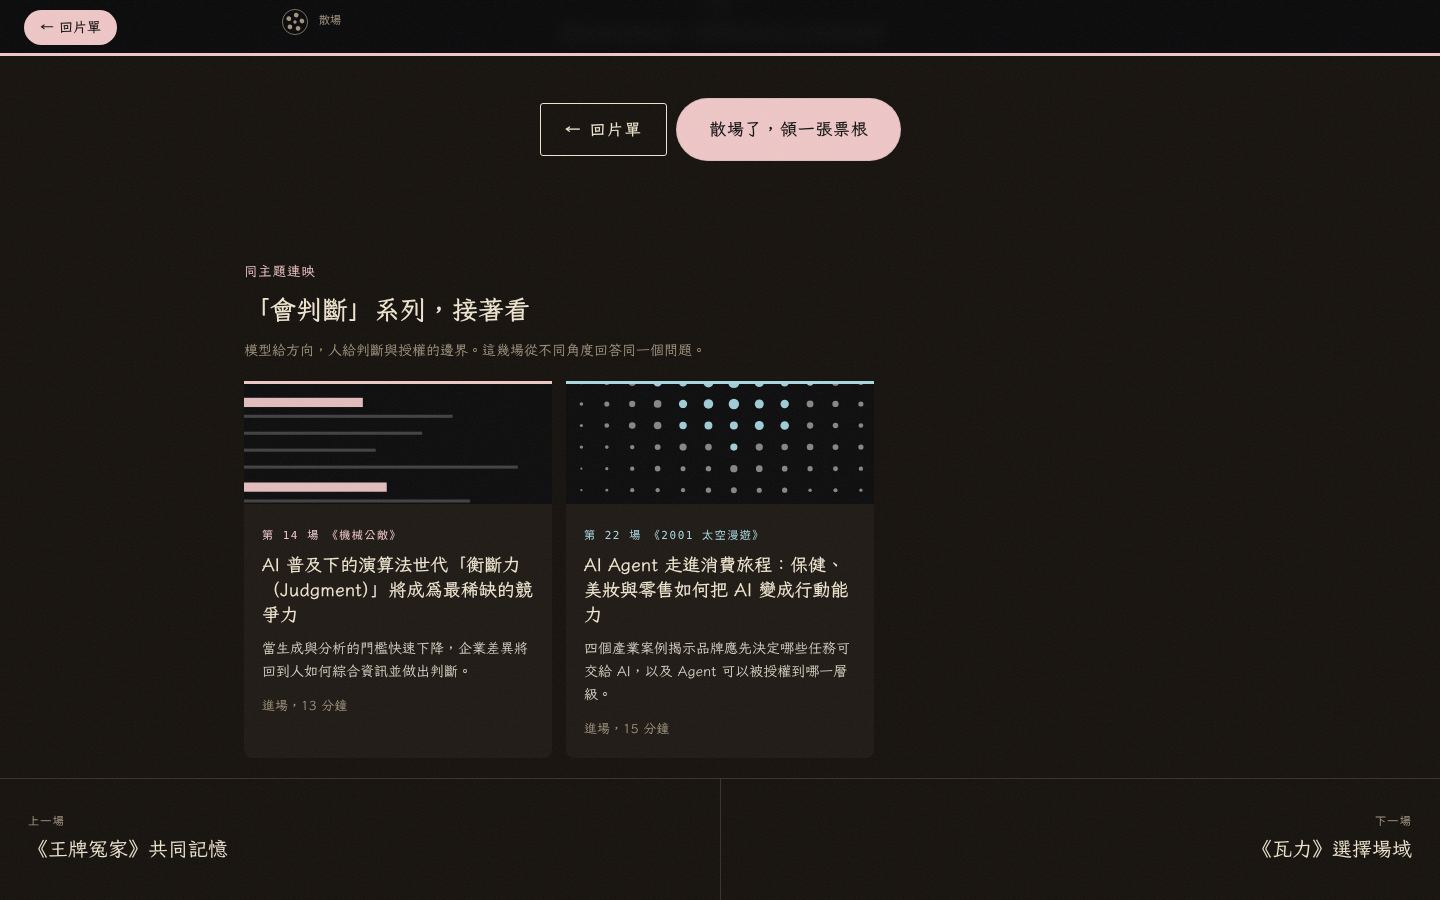 ← 回片單
散場
← 回片單
散場了，領一張票根
同主題連映
「會判斷」系列，接著看
模型給方向，人給判斷與授權的邊界。這幾場從不同角度回答同一個問題。
第 14 場 《機械公敵》
AI 普及下的演算法世代「衡斷力
（Judgment）」將成為最稀缺的競
爭力
當生成與分析的門檻快速下降，企業差異將
回到人如何綜合資訊並做出判斷。
進場，13 分鐘
第 22 場 《2001 太空漫遊》
AI Agent 走進消費旅程：保健、
美妝與零售如何把 AI 變成行動能
力
四個產業案例揭示品牌應先決定哪些任務可
交給 AI，以及 Agent 可以被授權到哪一層
級。
進場，15 分鐘
上一場
《王牌冤家》共同記憶
下一場
《瓦力》選擇場域